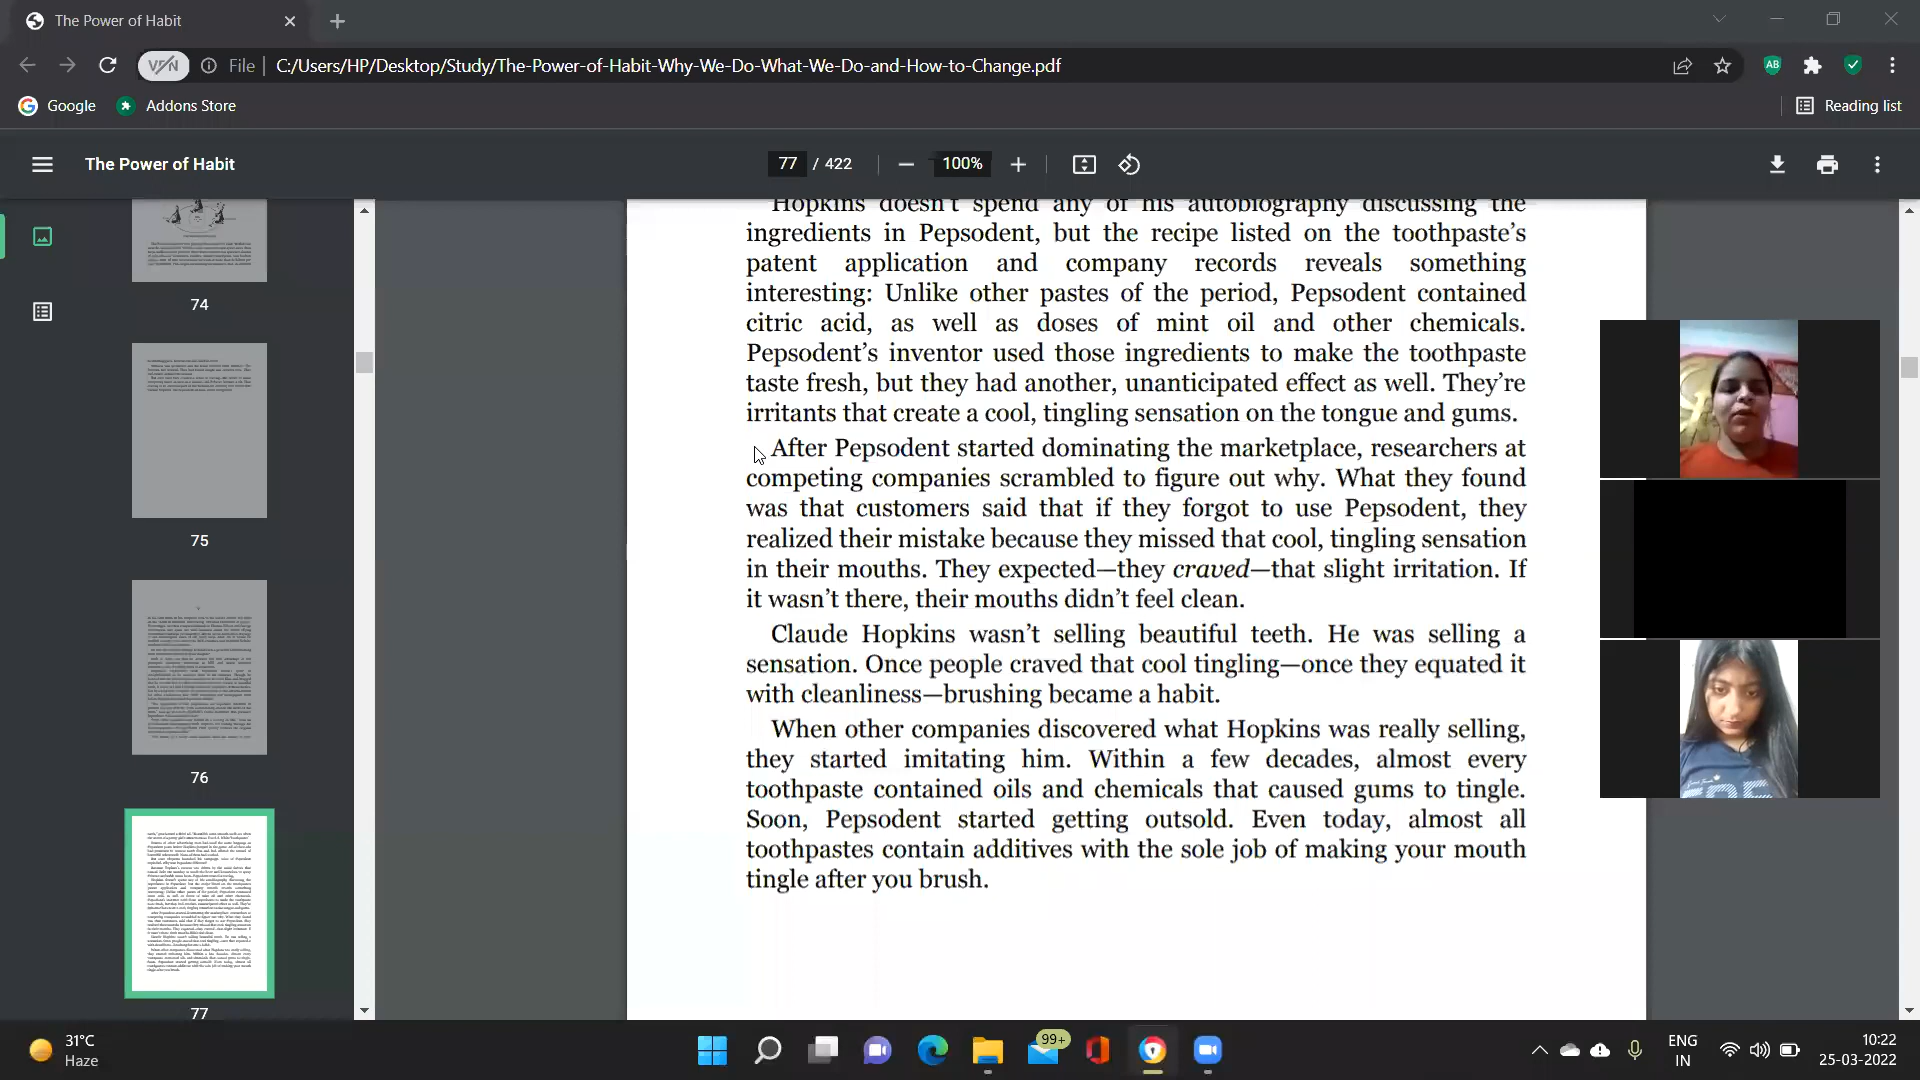 The Power of Habit
File
C:/Users/HP/Desktop/Study/The-Power-of-Habit-Why-We-Do-What-We-Do-and-How-to-Change.pdf
VPN
AB
Google
Addons Store
Reading list
The Power of Habit
77 / 422
100%
74
75
76
77
Hopkins doesn't spend any of his autobiography discussing the
ingredients in Pepsodent, but the recipe listed on the toothpaste's
patent application and company records reveals something
interesting: Unlike other pastes of the period, Pepsodent contained
citric acid, as well as doses of mint oil and other chemicals.
Pepsodent's inventor used those ingredients to make the toothpaste
taste fresh, but they had another, unanticipated effect as well. They're
irritants that create a cool, tingling sensation on the tongue and gums.
After Pepsodent started dominating the marketplace, researchers at
competing companies scrambled to figure out why. What they found
was that customers said that if they forgot to use Pepsodent, they
realized their mistake because they missed that cool, tingling sensation
in their mouths. They expected—they craved—that slight irritation. If
it wasn't there, their mouths didn't feel clean.
Claude Hopkins wasn't selling beautiful teeth. He was selling a
sensation. Once people craved that cool tingling—once they equated it
with cleanliness—brushing became a habit.
When other companies discovered what Hopkins was really selling,
they started imitating him. Within a few decades, almost every
toothpaste contained oils and chemicals that caused gums to tingle.
Soon, Pepsodent started getting outsold. Even today, almost all
toothpastes contain additives with the sole job of making your mouth
tingle after you brush.
31°C
Haze
99+
ENG
IN
10:22
25-03-2022